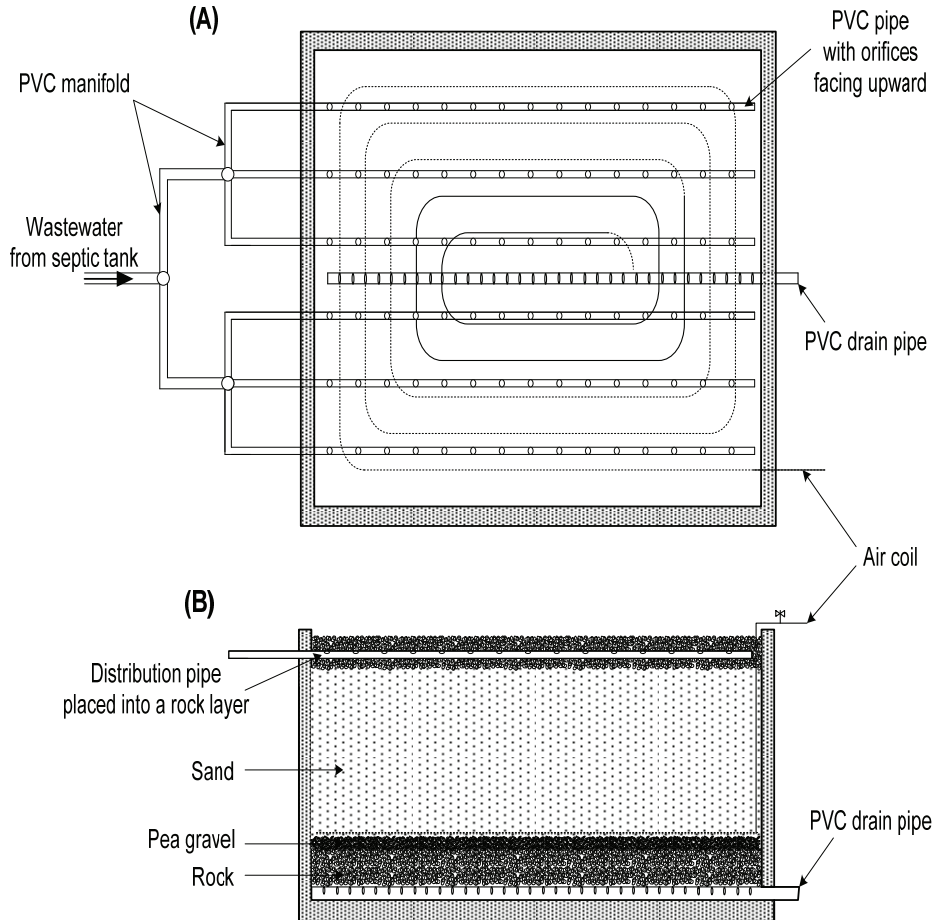 (A)
PVC pipe
with orifices
facing upward
PVC manifold
Wastewater
from septic tank
PVC drain pipe
Air coil
(B)
Distribution pipe
placed into a rock layer
Sand
Pea gravel
Rock
PVC drain pipe